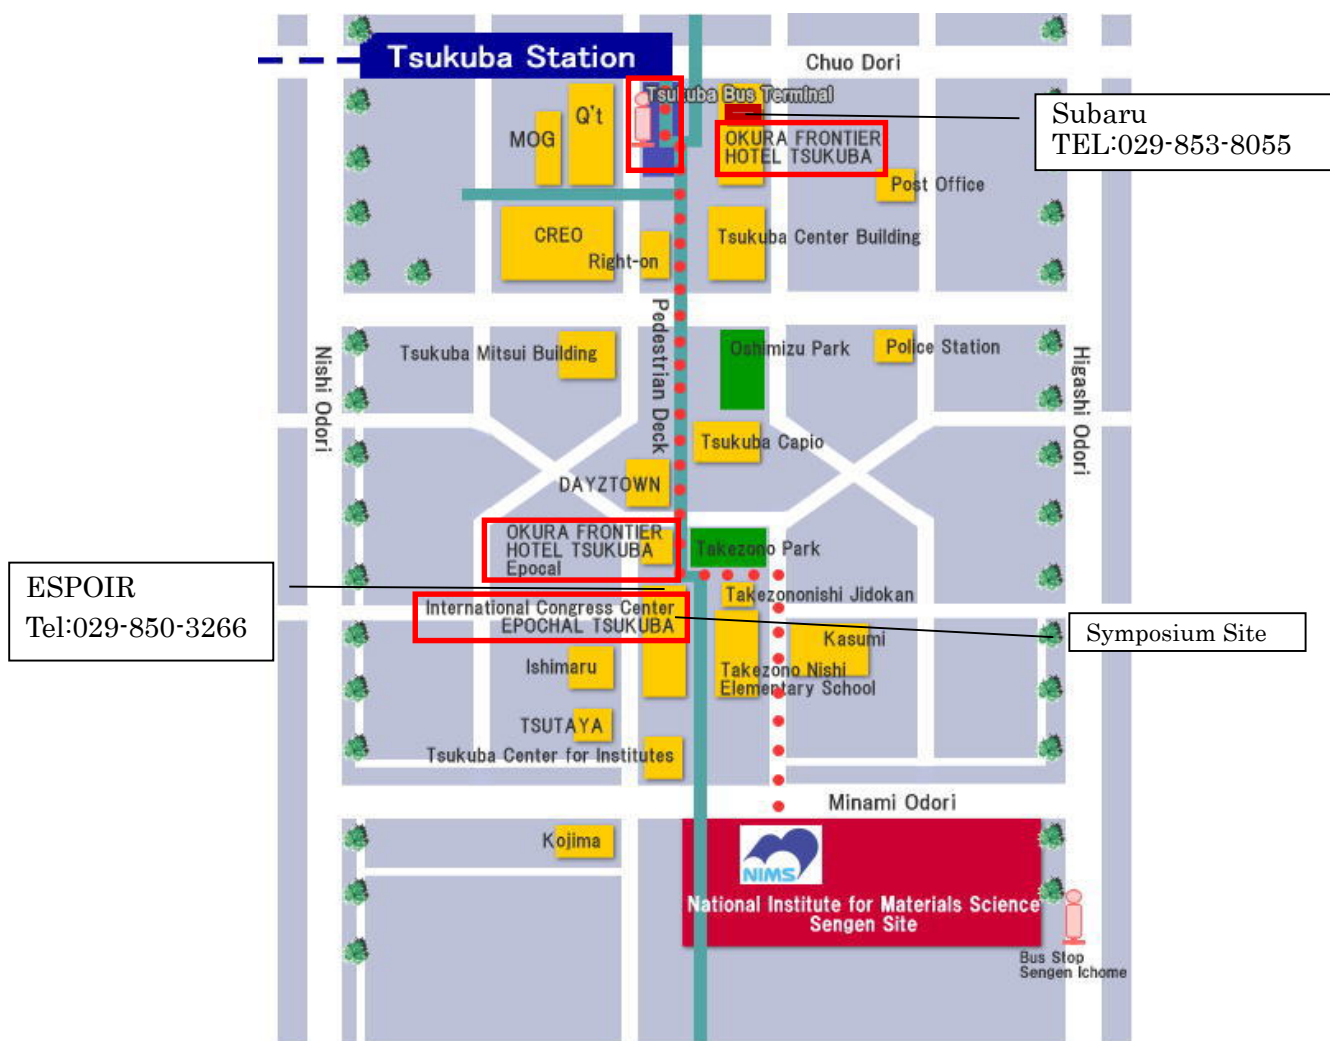 Tsukuba Station
Chuo Dori
Tsukuba Bus Terminal
Q't
MOG
OKURA FRONTIER
HOTEL TSUKUBA
Subaru
TEL:029-853-8055
Post Office
CREO
Right-on
Tsukuba Center Building
Pedestrian Deck
Nishi Odori
Higashi Odori
Tsukuba Mitsui Building
Oshimizu Park
Police Station
Tsukuba Capio
DAYZTOWN
OKURA FRONTIER
HOTEL TSUKUBA
Epocal
Takezono Park
ESPOIR
Tel:029-850-3266
Takezononishi Jidokan
International Congress Center
EPOCHAL TSUKUBA
Symposium Site
Kasumi
Ishimaru
Takezono Nishi
Elementary School
TSUTAYA
Tsukuba Center for Institutes
Minami Odori
Kojima
NIMS
National Institute for Materials Science
Sengen Site
Bus Stop
Sengen Ichome